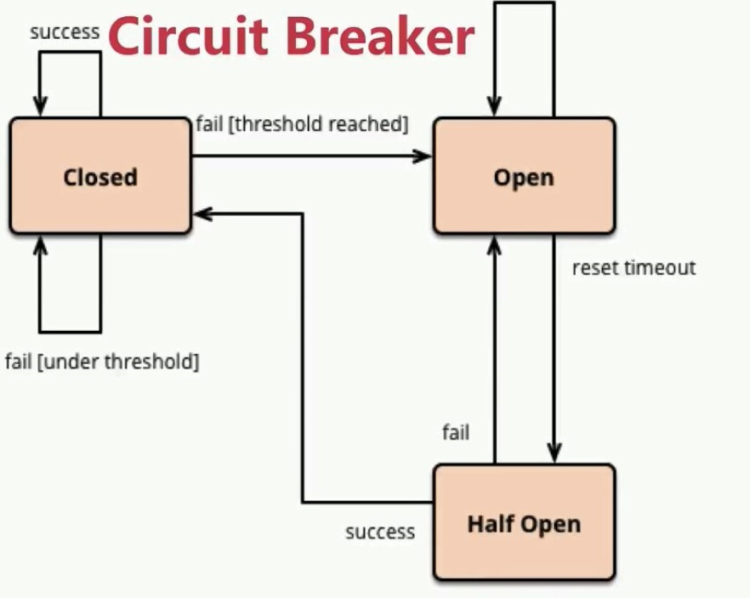 success
Circuit Breaker
fail [threshold reached]
Closed
Open
reset timeout
fail [under threshold]
fail
Half Open
success